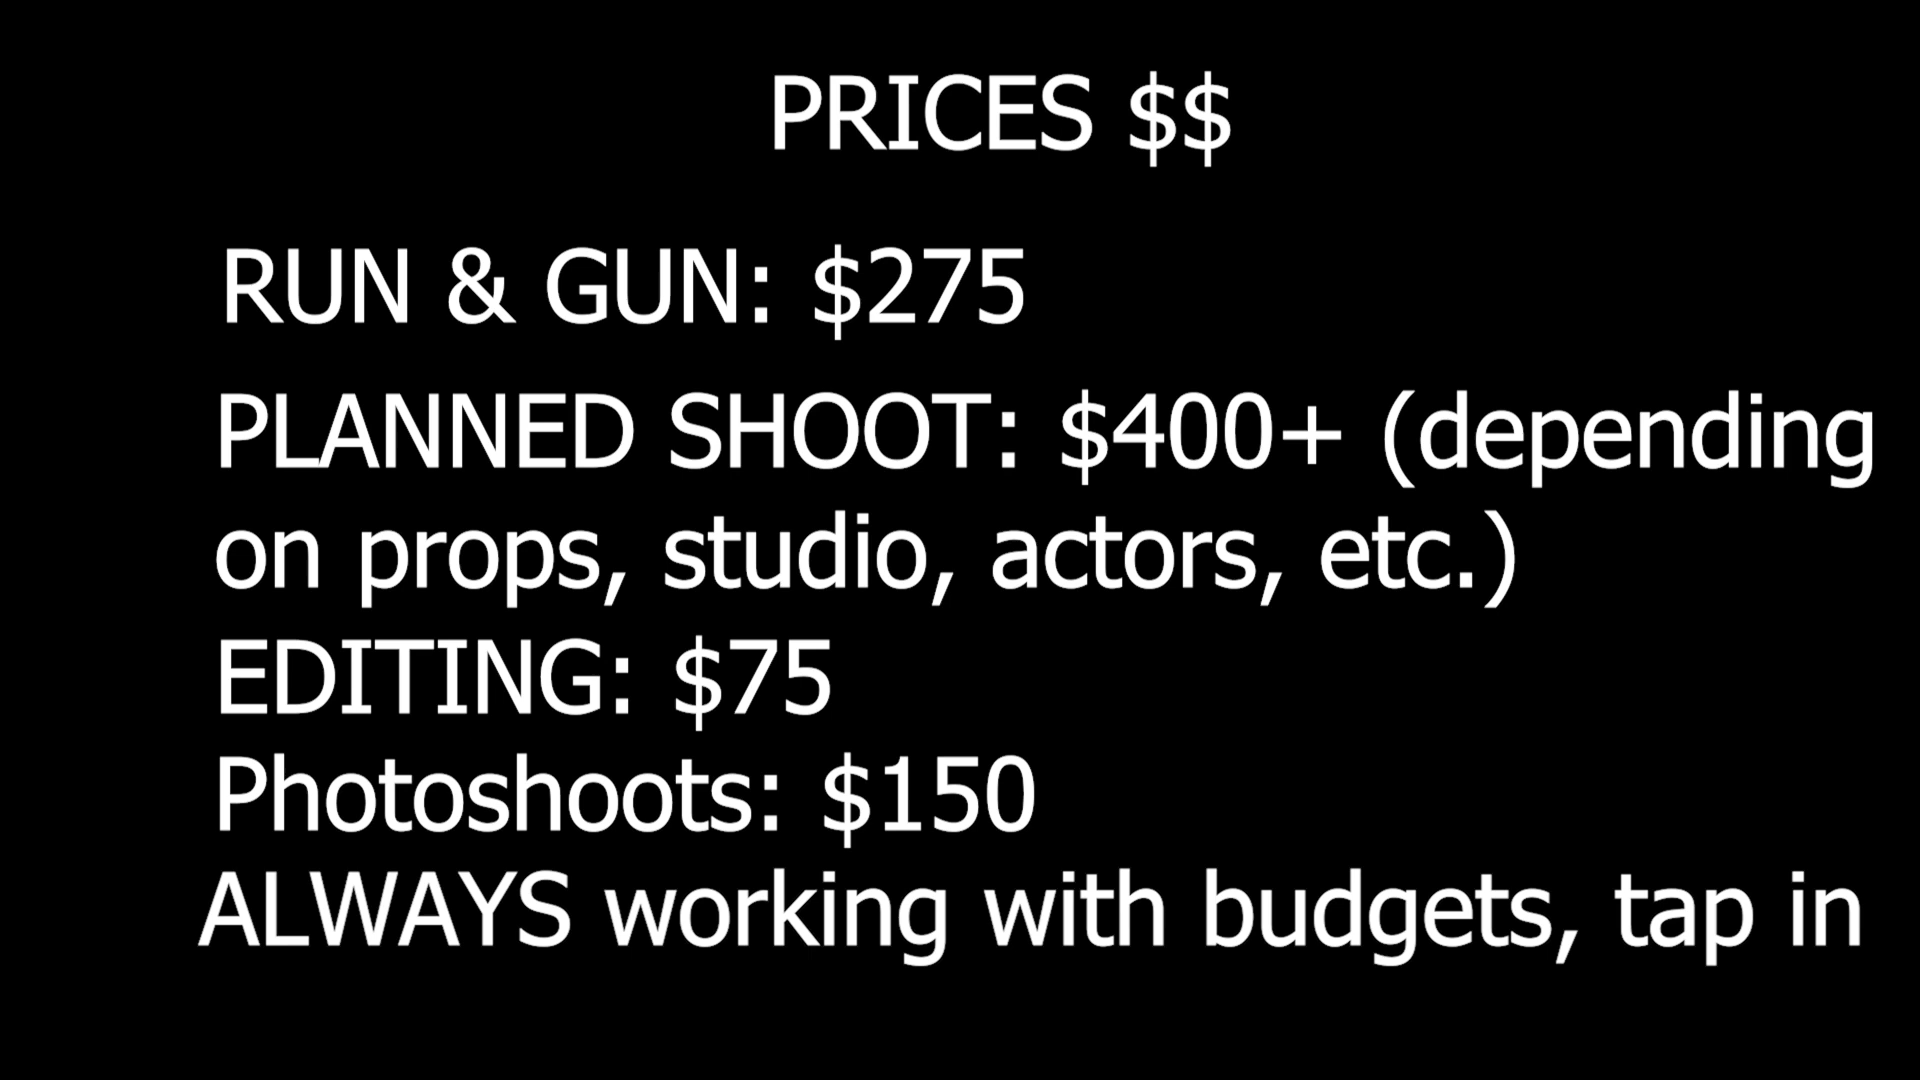 PRICES $$
RUN & GUN: $275
PLANNED SHOOT: $400+ (depending
on props, studio, actors, etc.)
EDITING: $75
Photoshoots: $150
ALWAYS working with budgets, tap in